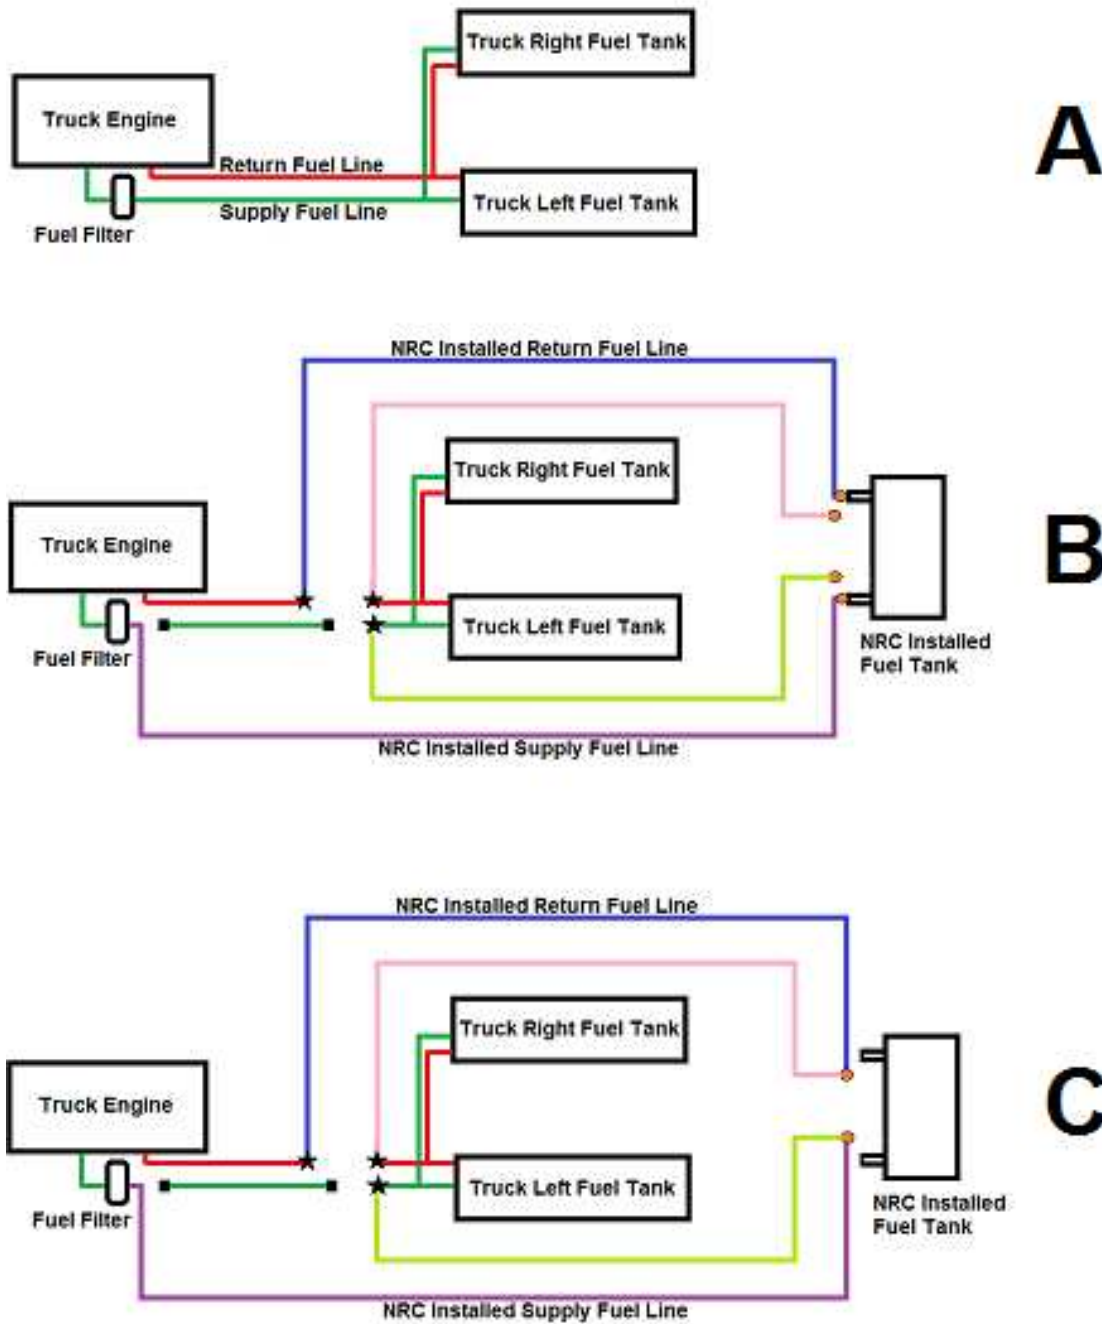 Truck Right Fuel Tank
Truck Engine
A
Return Fuel Line
Truck Left Fuel Tank
Supply Fuel Line
Fuel Filter
NRC Installed Return Fuel Line
Truck Right Fuel Tank
Truck Engine
B
Truck Left Fuel Tank
Fuel Filter
NRC Installed
Fuel Tank
NRC Installed Supply Fuel Line
NRC Installed Return Fuel Line
Truck Right Fuel Tank
Truck Engine
C
Truck Left Fuel Tank
Fuel Filter
NRC Installed
Fuel Tank
NRC Installed Supply Fuel Line